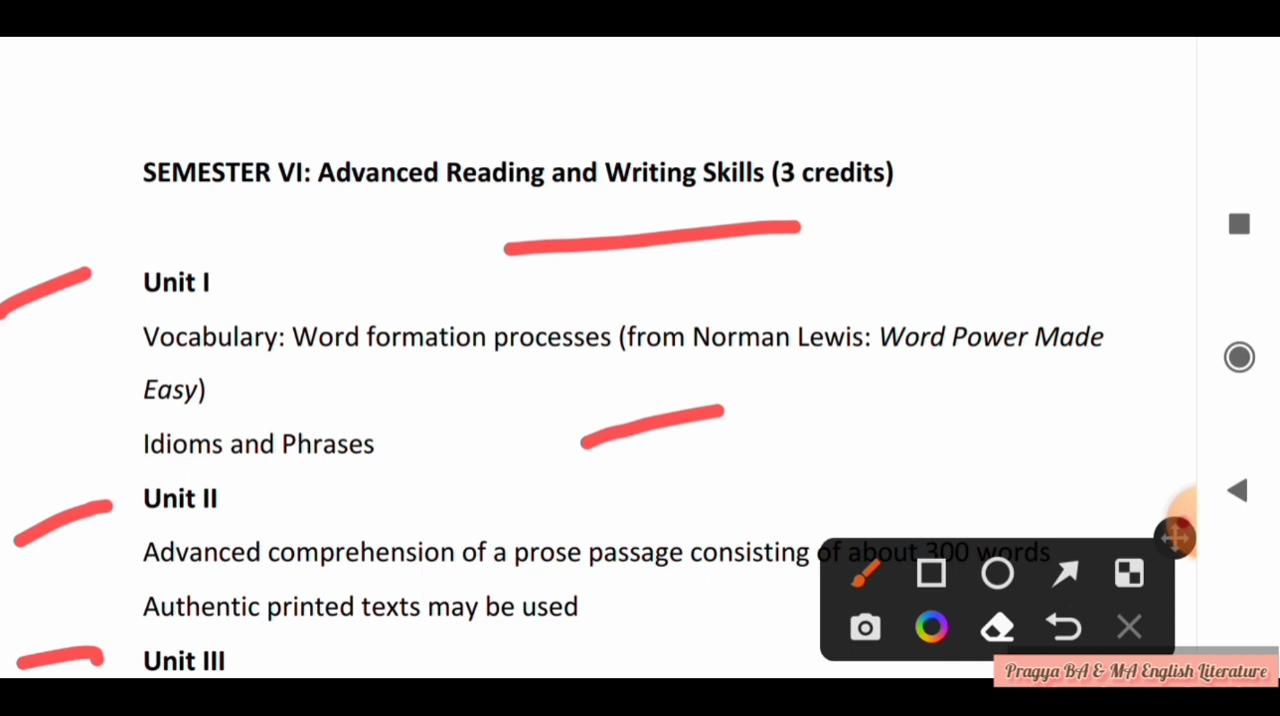 SEMESTER VI: Advanced Reading and Writing Skills (3 credits)
Unit I
Vocabulary: Word formation processes (from Norman Lewis: Word Power Made
Easy)
Idioms and Phrases
Unit II
Advanced comprehension of a prose passage consisting of about 300 words
Authentic printed texts may be used
Unit III
Pragya BA & MA English Literature